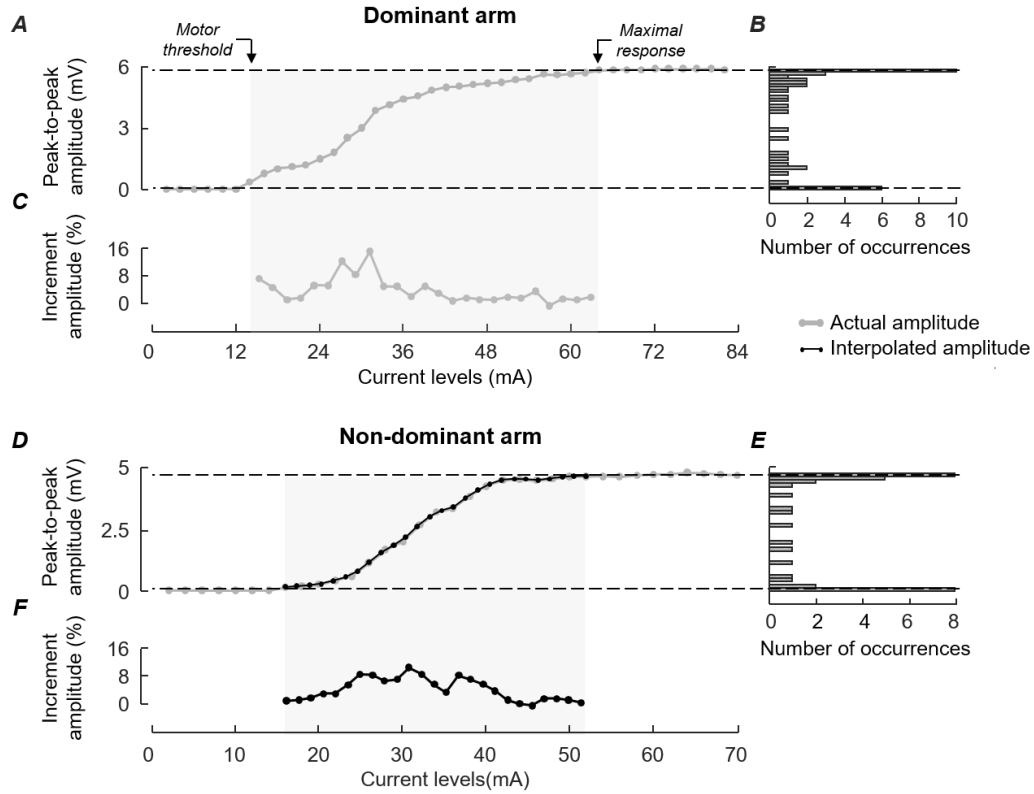 A
Dominant arm
B
Motor
threshold
Maximal
response
Peak-to-peak
amplitude (mV)
6
3
0
0 2 4 6 8 10
Number of occurrences
C
Increment
amplitude (%)
16
8
0
0 12 24 36 48 60 72 84
Current levels (mA)
Actual amplitude
Interpolated amplitude
D
Non-dominant arm
E
Peak-to-peak
amplitude (mV)
5
2.5
0
0 2 4 6 8
Number of occurrences
F
Increment
amplitude (%)
16
8
0
0 10 20 30 40 50 60 70
Current levels(mA)